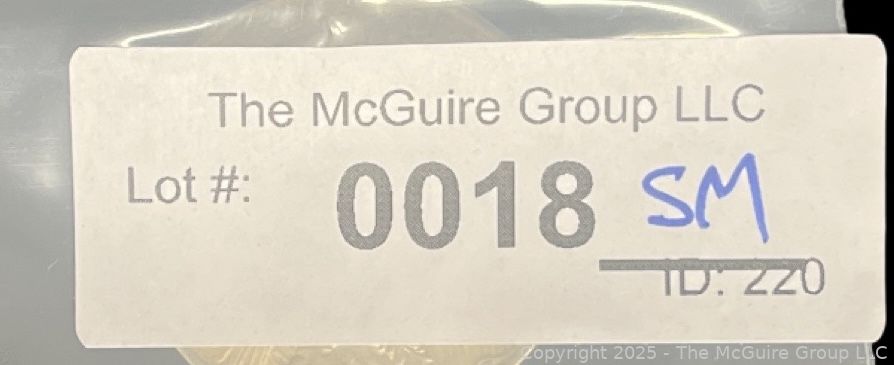 The McGuire Group LLC
Lot #: 0018 SM
ID: 220
Copyright 2025 - The McGuire Group LLC